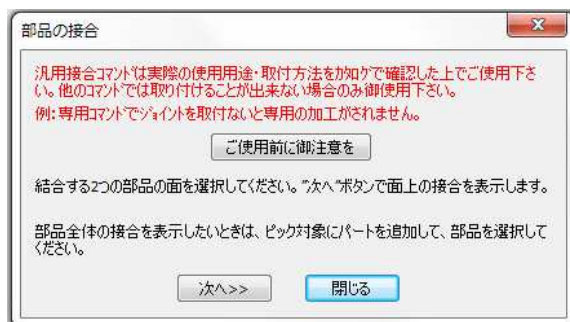 部品の接合
汎用接合コマンドは実際の使用用途・取付方法をカタログで確認した上でご使用下さ
い。他のコマンドでは取り付けることが出来ない場合のみ御使用下さい。
例：専用コマンドでジョイントを取付ないと専用の加工がされません。
ご使用前に御注意を
結合する2つの部品の面を選択してください。"次へ"ボタンで面上の接合を表示します。
部品全体の接合を表示したいときは、ピック対象にパートを追加して、部品を選択して
ください。
次へ>>
閉じる